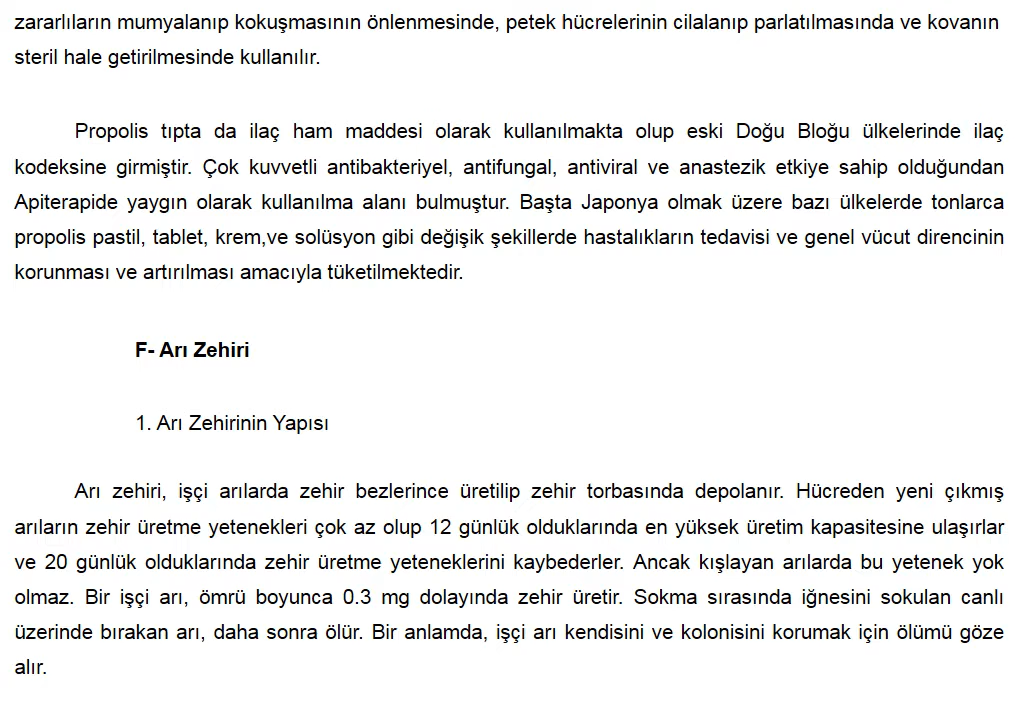 zararlıların mumyalanıp kokuşmasının önlenmesinde, petek hücrelerinin cilalanıp parlatılmasında ve kovanın
steril hale getirilmesinde kullanılır.
Propolis tıpta da ilaç ham maddesi olarak kullanılmakta olup eski Doğu Bloğu ülkelerinde ilaç
kodeksine girmiştir. Çok kuvvetli antibakteriyel, antifungal, antiviral ve anastezik etkiye sahip olduğundan
Apiterapide yaygın olarak kullanılma alanı bulmuştur. Başta Japonya olmak üzere bazı ülkelerde tonlarca
propolis pastil, tablet, krem,ve solüsyon gibi değişik şekillerde hastalıkların tedavisi ve genel vücut direncinin
korunması ve artırılması amacıyla tüketilmektedir.
F- Arı Zehiri
1. Arı Zehirinin Yapısı
Arı zehiri, işçi arılarda zehir bezlerince üretilip zehir torbasında depolanır. Hücreden yeni çıkmış
arıların zehir üretme yetenekleri çok az olup 12 günlük olduklarında en yüksek üretim kapasitesine ulaşırlar
ve 20 günlük olduklarında zehir üretme yeteneklerini kaybederler. Ancak kışlayan arılarda bu yetenek yok
olmaz. Bir işçi arı, ömrü boyunca 0.3 mg dolayında zehir üretir. Sokma sırasında iğnesini sokulan canlı
üzerinde bırakan arı, daha sonra ölür. Bir anlamda, işçi arı kendisini ve kolonisini korumak için ölümü göze
alır.